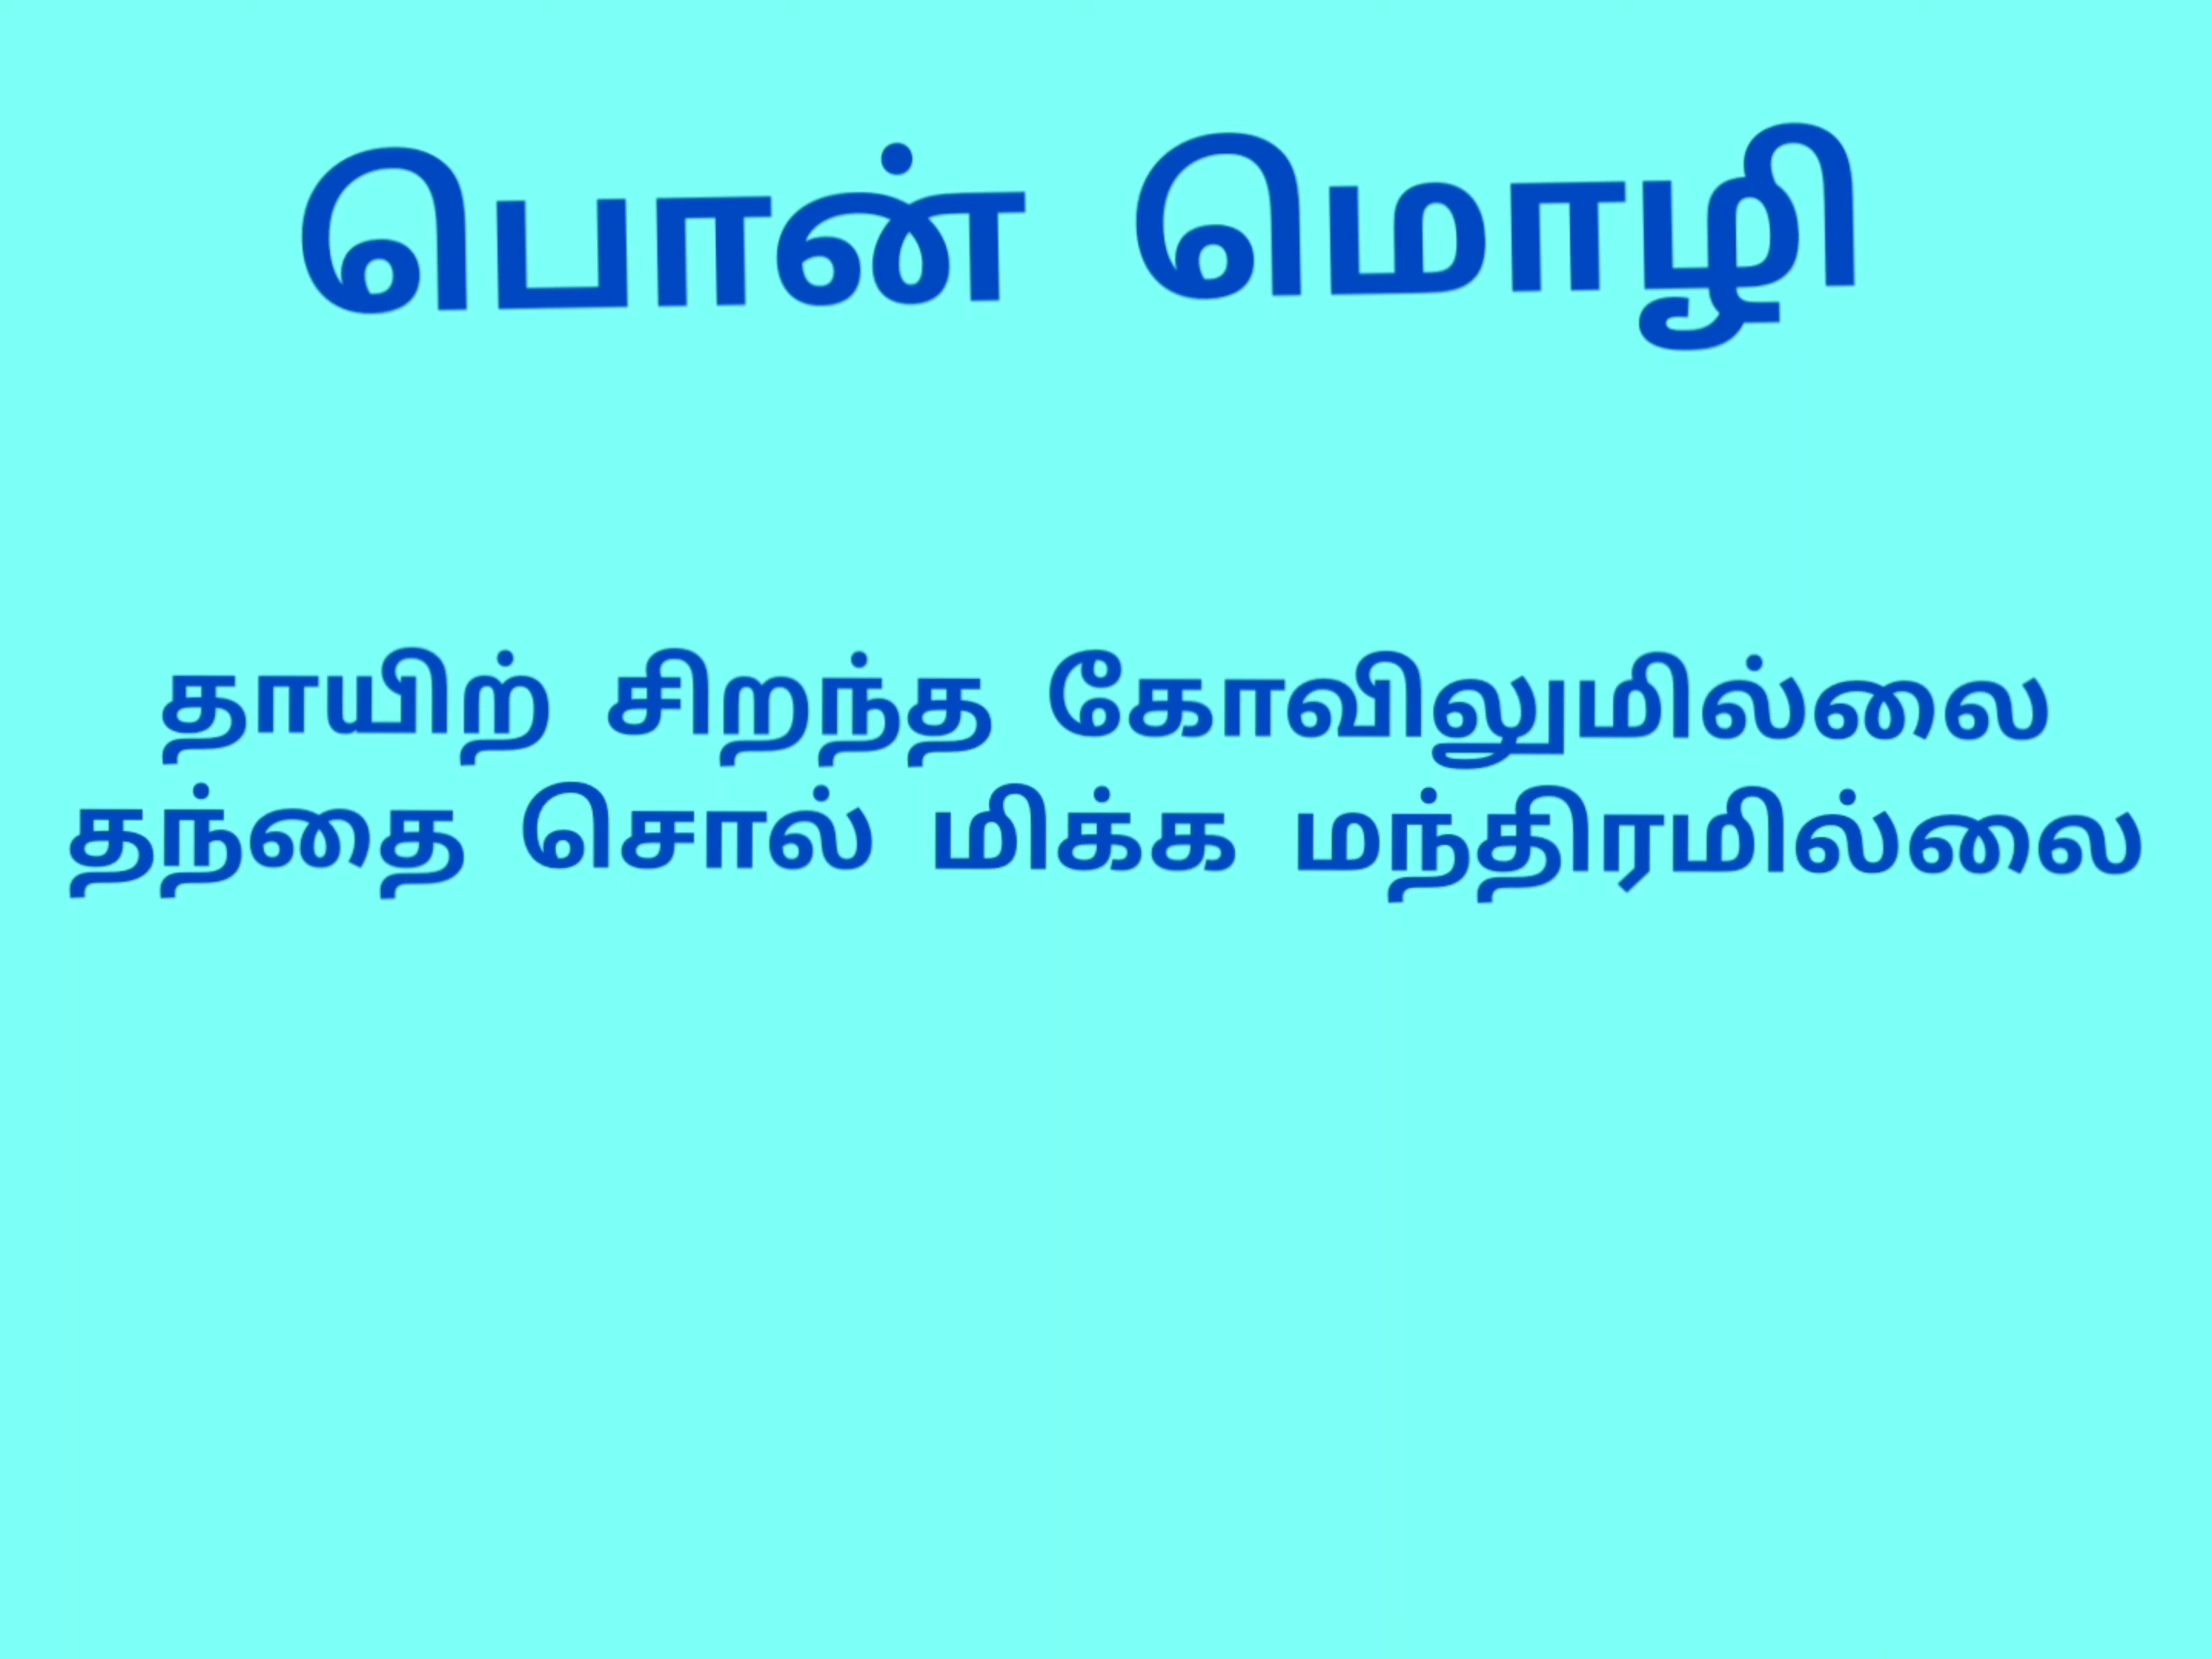 பொன் மொழி
தாயிற் சிறந்த கோவிலுமில்லை
தந்தை சொல் மிக்க மந்திரமில்லை